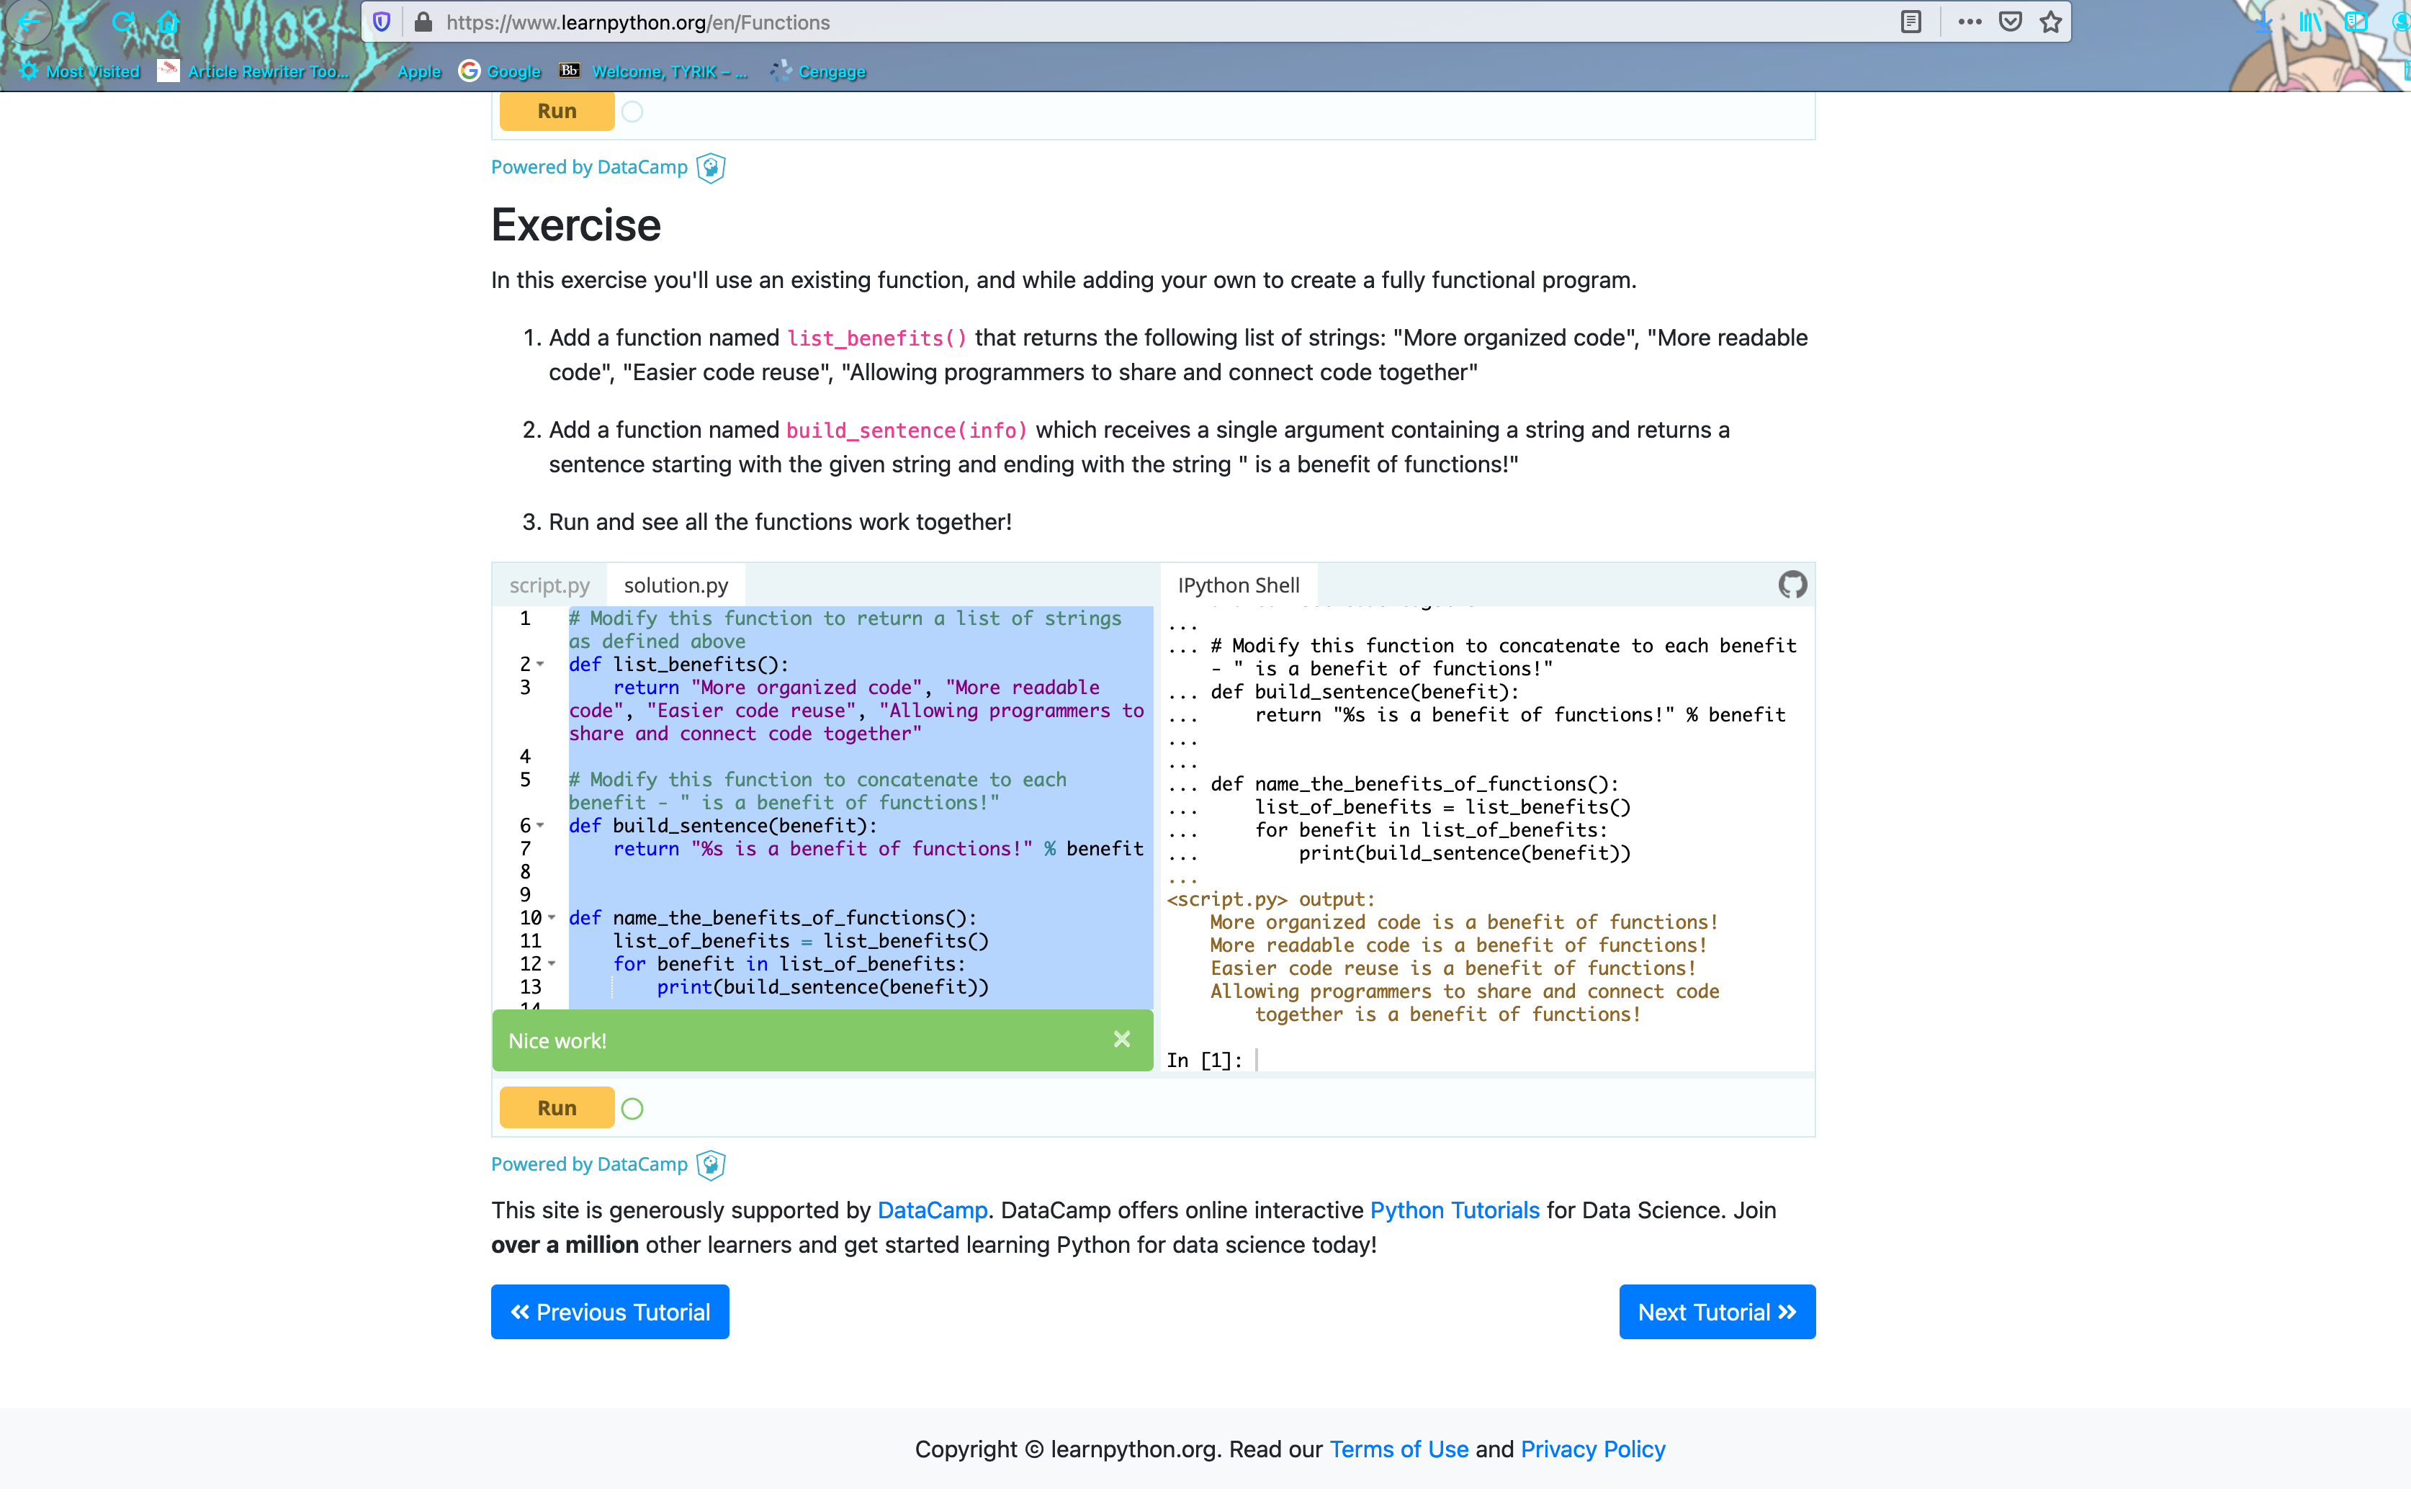 EK AND MORTY
https://www.learnpython.org/en/Functions
Most Visited Article Rewriter Too... Apple Google Bb Welcome, TYRIK – ... Cengage
Run
Powered by DataCamp
Exercise
In this exercise you'll use an existing function, and while adding your own to create a fully functional program.
1. Add a function named list_benefits() that returns the following list of strings: "More organized code", "More readable
code", "Easier code reuse", "Allowing programmers to share and connect code together"
2. Add a function named build_sentence(info) which receives a single argument containing a string and returns a
sentence starting with the given string and ending with the string " is a benefit of functions!"
3. Run and see all the functions work together!
script.py solution.py
1 # Modify this function to return a list of strings
as defined above
2 def list_benefits():
3     return "More organized code", "More readable
code", "Easier code reuse", "Allowing programmers to
share and connect code together"
4
5 # Modify this function to concatenate to each
benefit - " is a benefit of functions!"
6 def build_sentence(benefit):
7     return "%s is a benefit of functions!" % benefit
8
9
10 def name_the_benefits_of_functions():
11     list_of_benefits = list_benefits()
12     for benefit in list_of_benefits:
13         print(build_sentence(benefit))
14
Nice work!
IPython Shell
...
... # Modify this function to concatenate to each benefit
- " is a benefit of functions!"
... def build_sentence(benefit):
...     return "%s is a benefit of functions!" % benefit
...
...
... def name_the_benefits_of_functions():
...     list_of_benefits = list_benefits()
...     for benefit in list_of_benefits:
...         print(build_sentence(benefit))
...
<script.py> output:
More organized code is a benefit of functions!
More readable code is a benefit of functions!
Easier code reuse is a benefit of functions!
Allowing programmers to share and connect code
together is a benefit of functions!
In [1]:
Run
Powered by DataCamp
This site is generously supported by DataCamp. DataCamp offers online interactive Python Tutorials for Data Science. Join
over a million other learners and get started learning Python for data science today!
« Previous Tutorial
Next Tutorial »
Copyright © learnpython.org. Read our Terms of Use and Privacy Policy